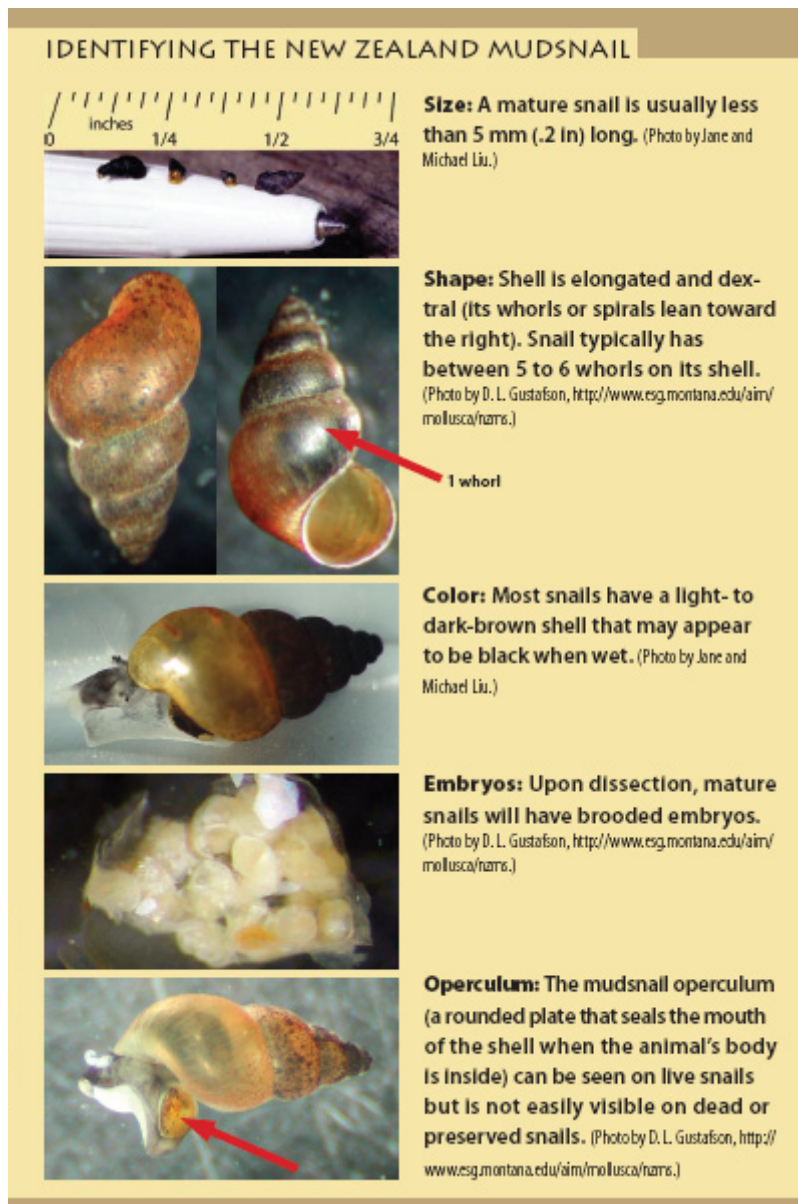 IDENTIFYING THE NEW ZEALAND MUDSNAIL
inches
0 1/4 1/2 3/4
Size: A mature snail is usually less
than 5 mm (.2 in) long. (Photo by Jane and
Michael Liu.)
Shape: Shell is elongated and dex-
tral (its whorls or spirals lean toward
the right). Snail typically has
between 5 to 6 whorls on its shell.
(Photo by D. L. Gustafson, http://www.esg.montana.edu/aim/
mollusca/nzms.)
1 whorl
Color: Most snails have a light- to
dark-brown shell that may appear
to be black when wet. (Photo by Jane and
Michael Liu.)
Embryos: Upon dissection, mature
snails will have brooded embryos.
(Photo by D. L. Gustafson, http://www.esg.montana.edu/aim/
mollusca/nzms.)
Operculum: The mudsnail operculum
(a rounded plate that seals the mouth
of the shell when the animal's body
is inside) can be seen on live snails
but is not easily visible on dead or
preserved snails. (Photo by D. L. Gustafson, http://
www.esg.montana.edu/aim/mollusca/nzms.)